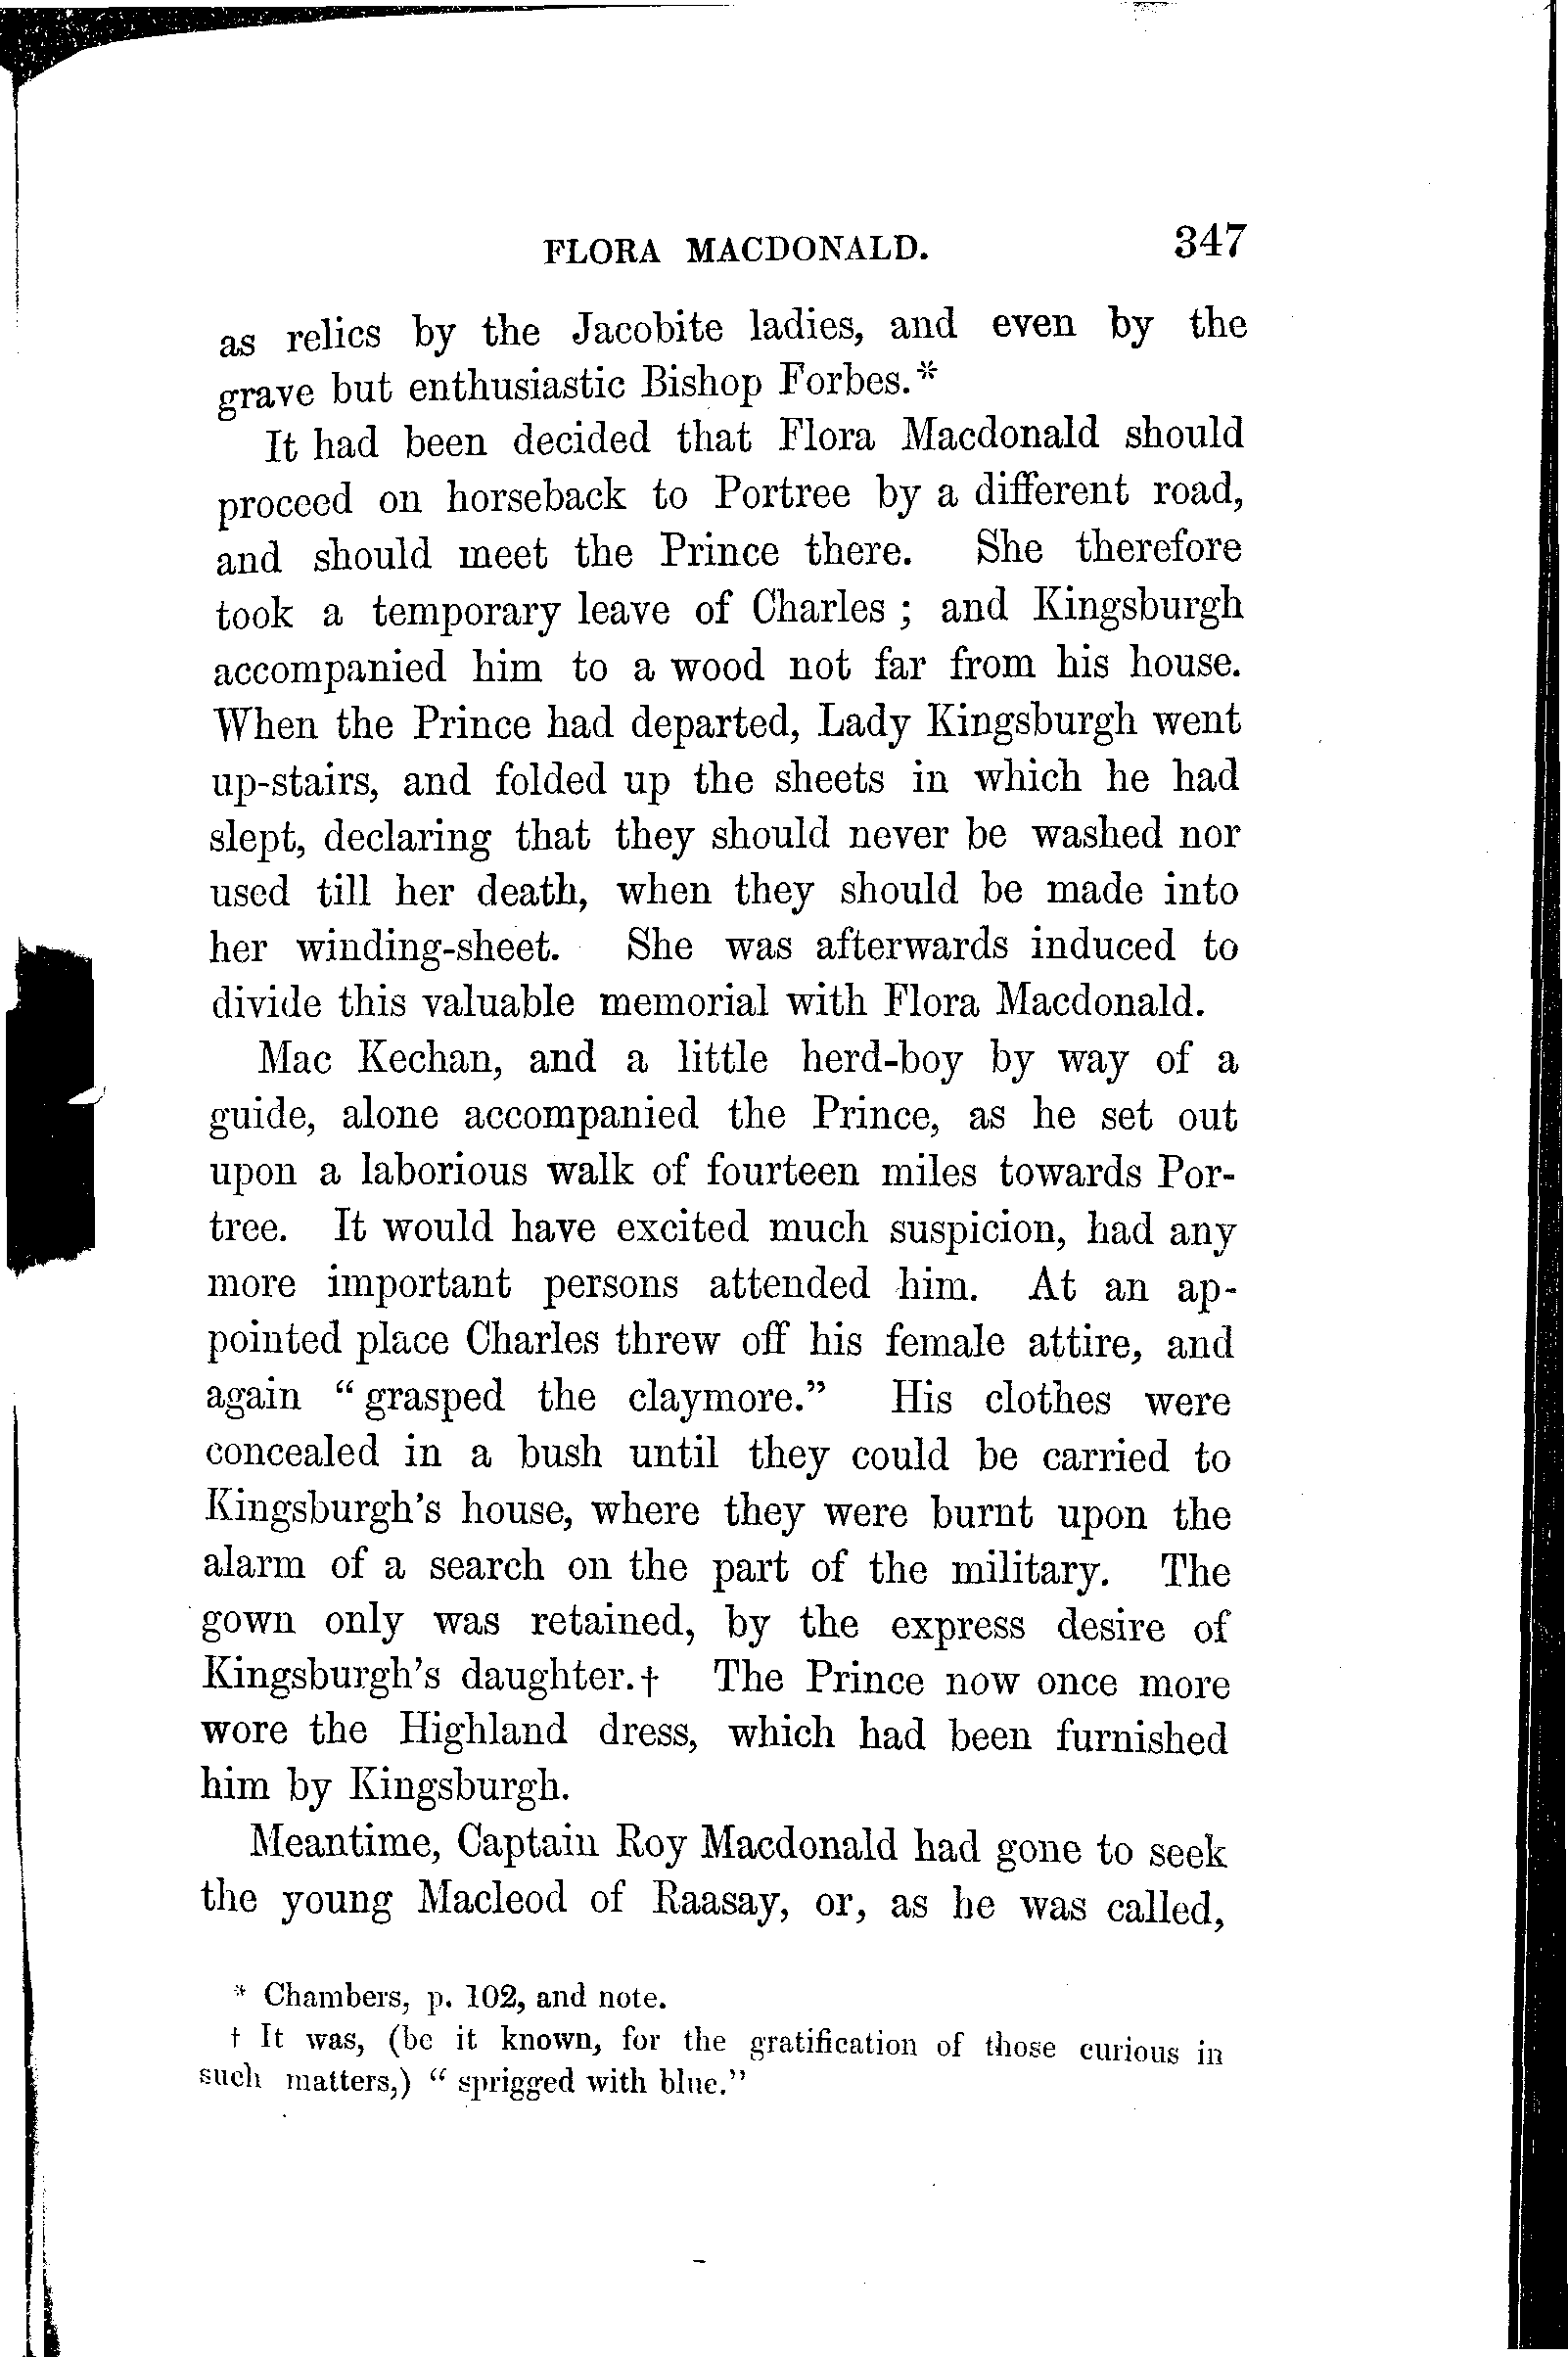 FLORA MACDONALD. 347
as relics by the Jacobite ladies, and even by the
grave but enthusiastic Bishop Forbes.*
It had been decided that Flora Macdonald should
proceed on horseback to Portree by a different road,
and should meet the Prince there. She therefore
took a temporary leave of Charles ; and Kingsburgh
accompanied him to a wood not far from his house.
When the Prince had departed, Lady Kingsburgh went
up-stairs, and folded up the sheets in which he had
slept, declaring that they should never be washed nor
used till her death, when they should be made into
her winding-sheet. She was afterwards induced to
divide this valuable memorial with Flora Macdonald.
Mac Kechan, and a little herd-boy by way of a
guide, alone accompanied the Prince, as he set out
upon a laborious walk of fourteen miles towards Por-
tree. It would have excited much suspicion, had any
more important persons attended him. At an ap-
pointed place Charles threw off his female attire, and
again “grasped the claymore.” His clothes were
concealed in a bush until they could be carried to
Kingsburgh's house, where they were burnt upon the
alarm of a search on the part of the military. The
gown only was retained, by the express desire of
Kingsburgh's daughter.† The Prince now once more
wore the Highland dress, which had been furnished
him by Kingsburgh.
Meantime, Captain Roy Macdonald had gone to seek
the young Macleod of Raasay, or, as he was called,
* Chambers, p. 102, and note.
† It was, (be it known, for the gratification of those curious in
such matters,) “ sprigged with blue.”